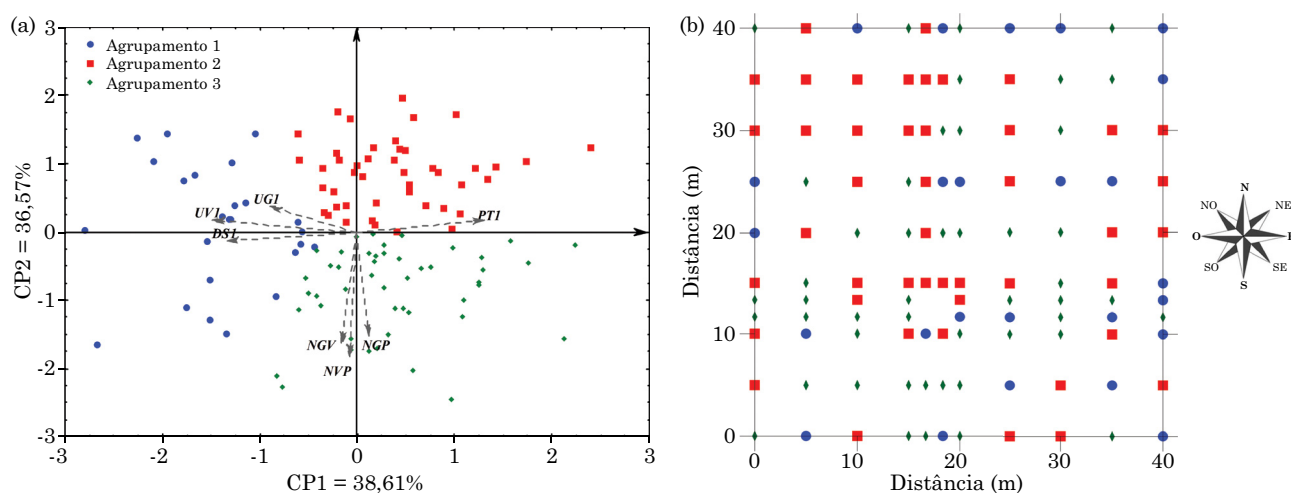 (a)
Agrupamento 1
Agrupamento 2
Agrupamento 3
3
2
1
0
-1
-2
-3
CP2 = 36,57%
UG1
UV1
DS1
PT1
NGV
NGP
NVP
-3 -2 -1 0 1 2 3
CP1 = 38,61%
(b)
40
30
20
10
0
Distância (m)
0 10 20 30 40
Distância (m)
N
NO NE
O E
SO SE
S